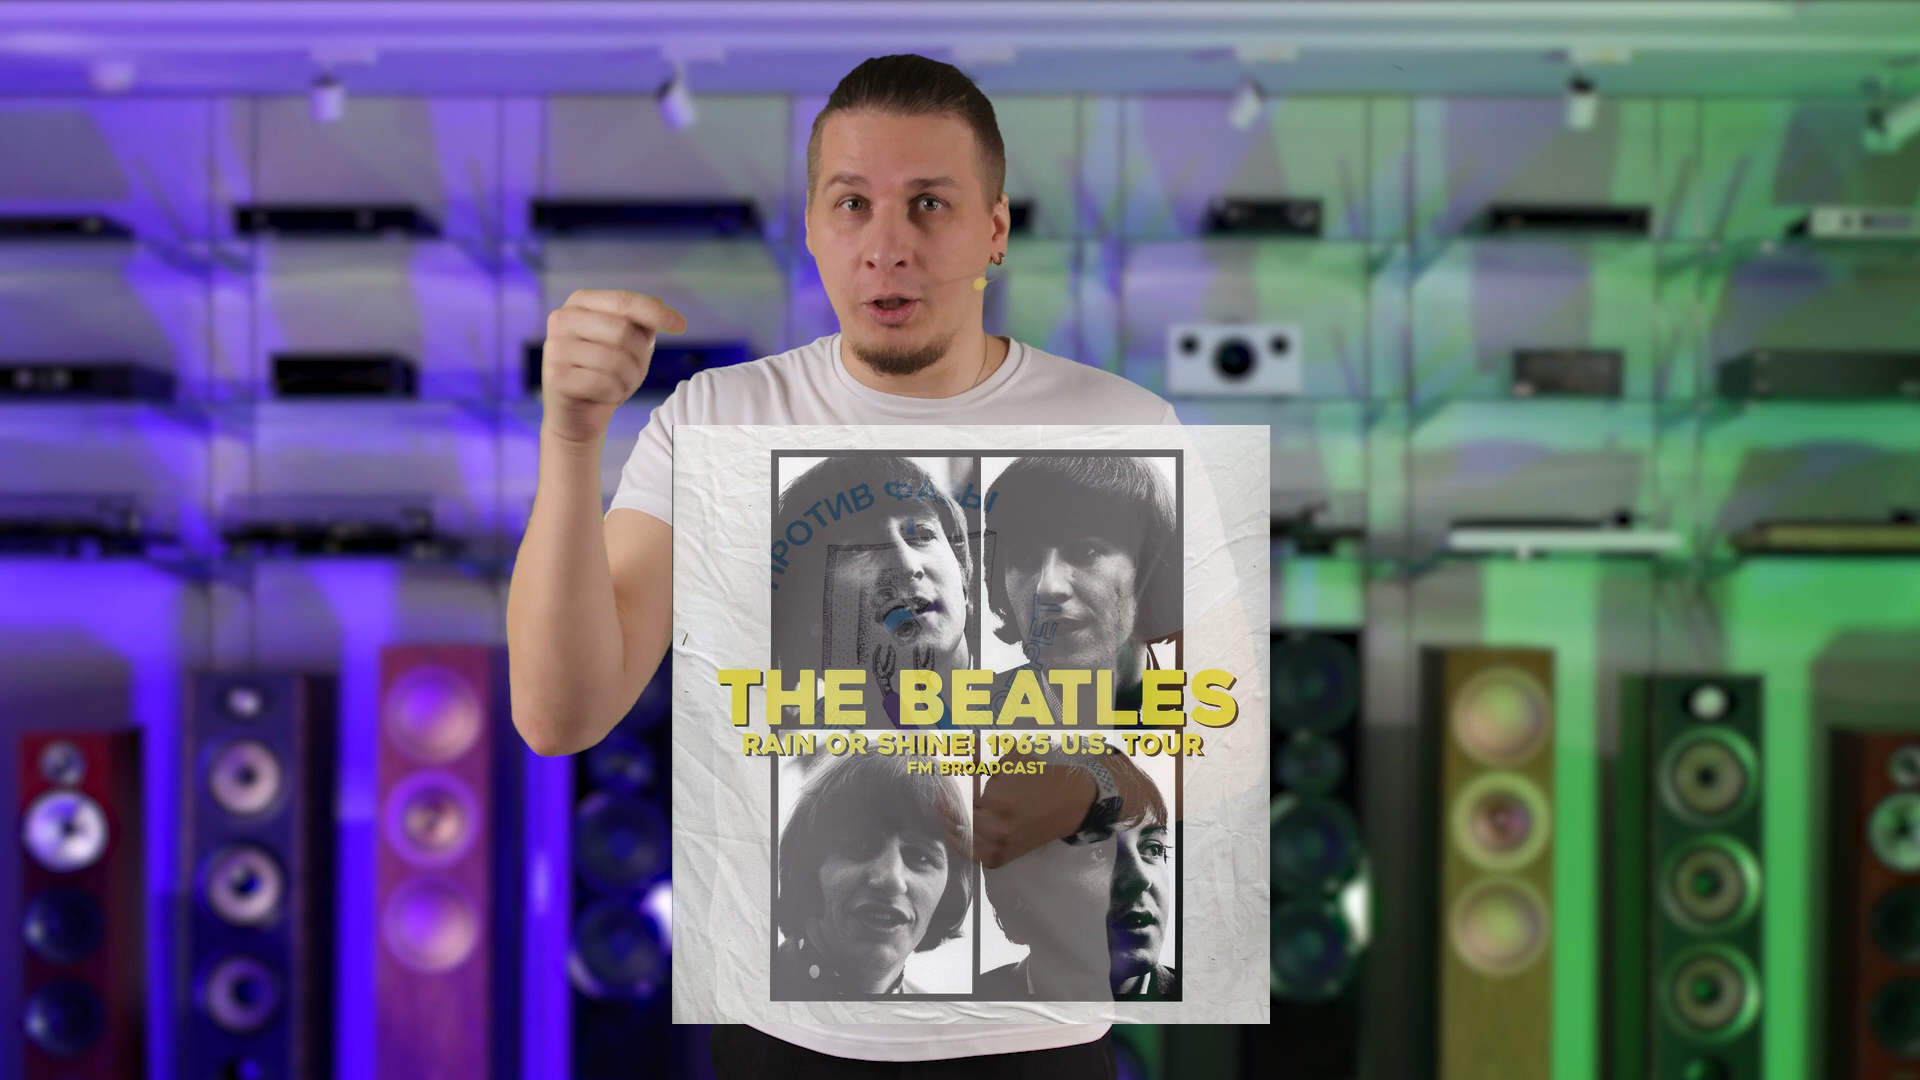 ПРОТИВ
THE BEATLES
RAIN OR SHINE! 1965 U.S. TOUR
FM BROADCAST